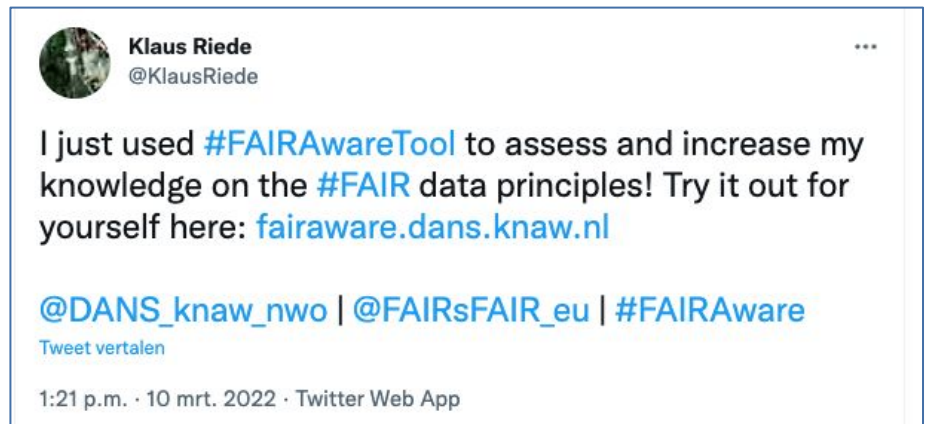 Klaus Riede
@KlausRiede
I just used #FAIRAwareTool to assess and increase my
knowledge on the #FAIR data principles! Try it out for
yourself here: fairaware.dans.knaw.nl
@DANS_knaw_nwo | @FAIRsFAIR_eu | #FAIRAware
Tweet vertalen
1:21 p.m. · 10 mrt. 2022 · Twitter Web App